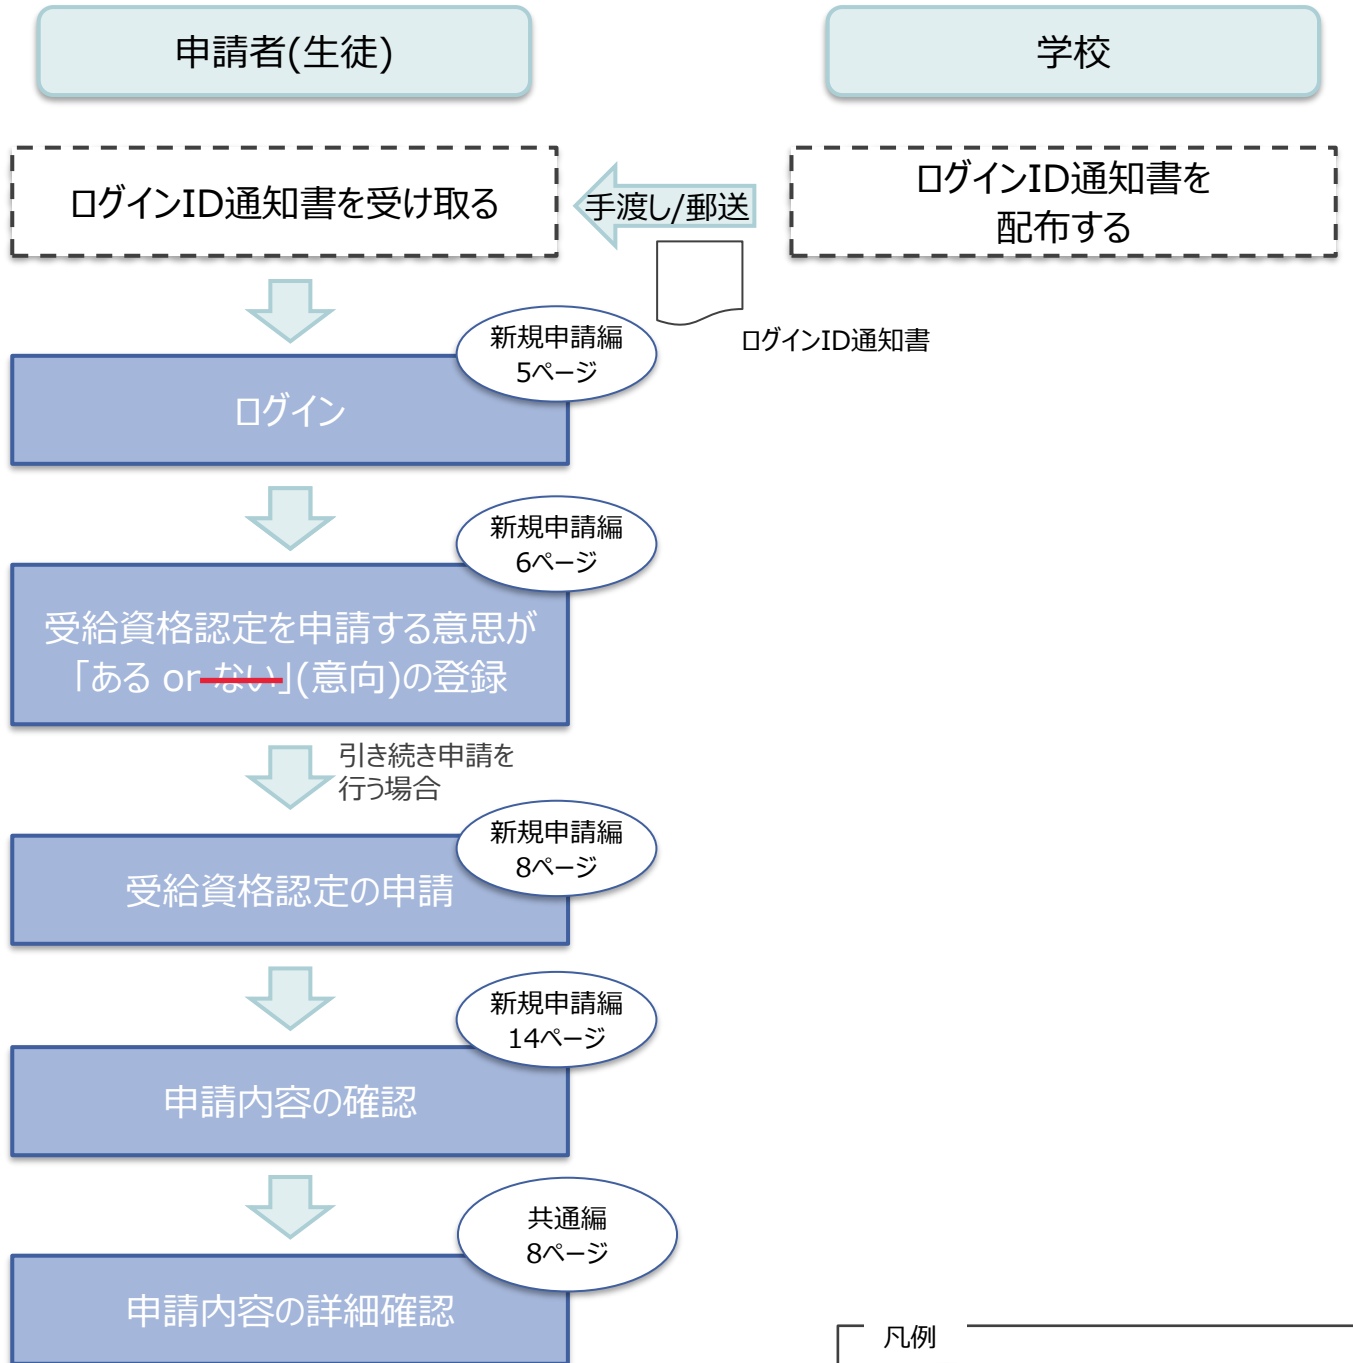 申請者(生徒)
学校
ログインID通知書を受け取る
手渡し/郵送
ログインID通知書を
配布する
ログインID通知書
新規申請編
5ページ
ログイン
新規申請編
6ページ
受給資格認定を申請する意思が
「ある or ない」(意向)の登録
引き続き申請を
行う場合
新規申請編
8ページ
受給資格認定の申請
新規申請編
14ページ
申請内容の確認
共通編
8ページ
申請内容の詳細確認
凡例